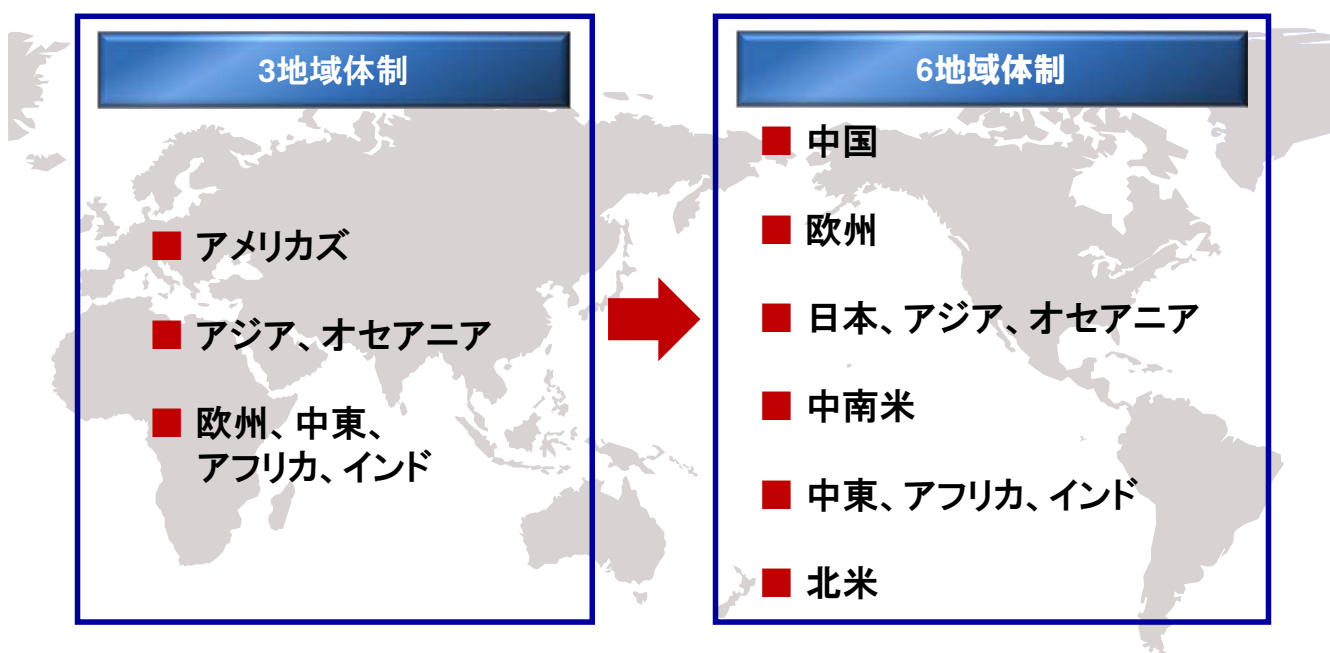 3地域体制
アメリカズ
アジア、オセアニア
欧州、中東、
アフリカ、インド
6地域体制
中国
欧州
日本、アジア、オセアニア
中南米
中東、アフリカ、インド
北米